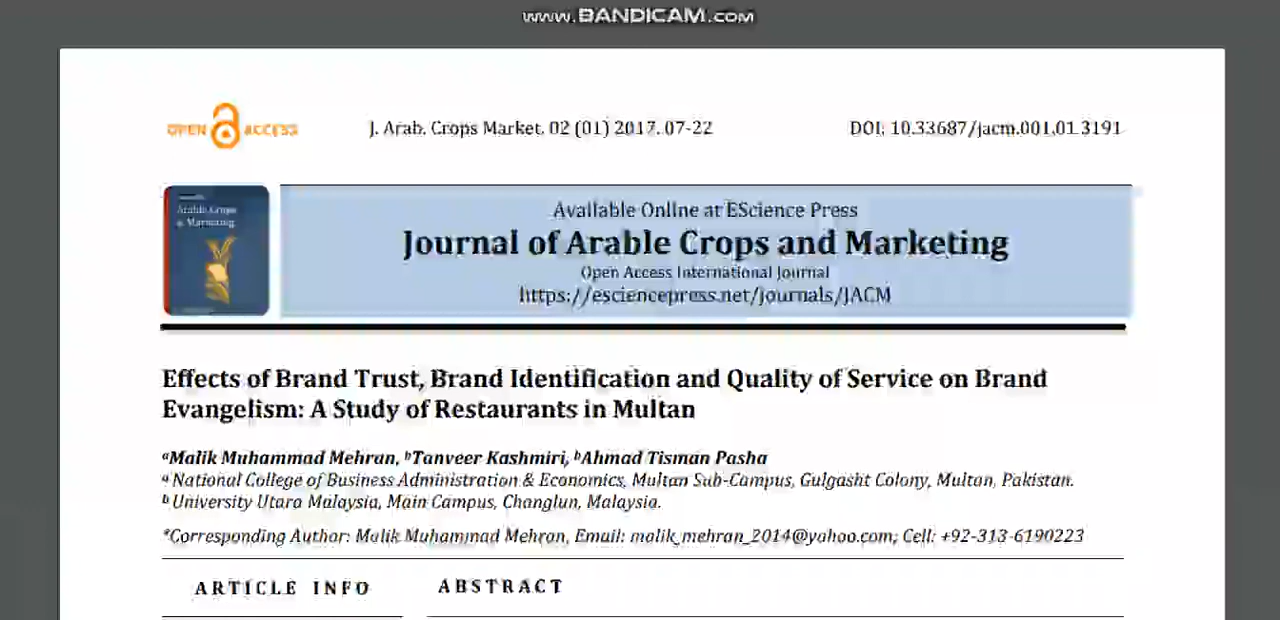 www.BANDICAM.com
OPEN ACCESS
J. Arab. Crops Market. 02 (01) 2017. 07-22
DOI: 10.33687/jacm.001.01.3191
Arable Crops
& Marketing
Available Online at EScience Press
Journal of Arable Crops and Marketing
Open Access International Journal
https://esciencepress.net/journals/JACM
Effects of Brand Trust, Brand Identification and Quality of Service on Brand
Evangelism: A Study of Restaurants in Multan
ᵃMalik Muhammad Mehran, ᵇTanveer Kashmiri, ᵇAhmad Tisman Pasha
ᵃ National College of Business Administration & Economics, Multan Sub-Campus, Gulgasht Colony, Multan, Pakistan.
ᵇ University Utara Malaysia, Main Campus, Changlun, Malaysia.
*Corresponding Author: Malik Muhammad Mehran, Email: malik_mehran_2014@yahoo.com; Cell: +92-313-6190223
ARTICLE INFO
ABSTRACT